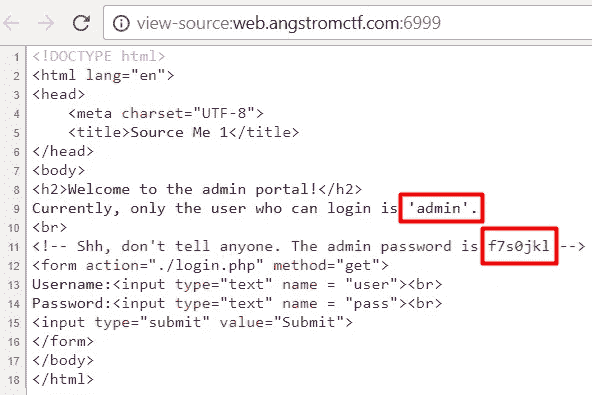 view-source:web.angstromctf.com:6999
1 <!DOCTYPE html>
2 <html lang="en">
3 <head>
4 <meta charset="UTF-8">
5 <title>Source Me 1</title>
6 </head>
7 <body>
8 <h2>Welcome to the admin portal!</h2>
9 Currently, only the user who can login is 'admin'.
10 <br>
11 <!-- Shh, don't tell anyone. The admin password is f7s0jkl -->
12 <form action="./login.php" method="get">
13 Username:<input type="text" name = "user"><br>
14 Password:<input type="text" name = "pass"><br>
15 <input type="submit" value="Submit">
16 </form>
17 </body>
18 </html>